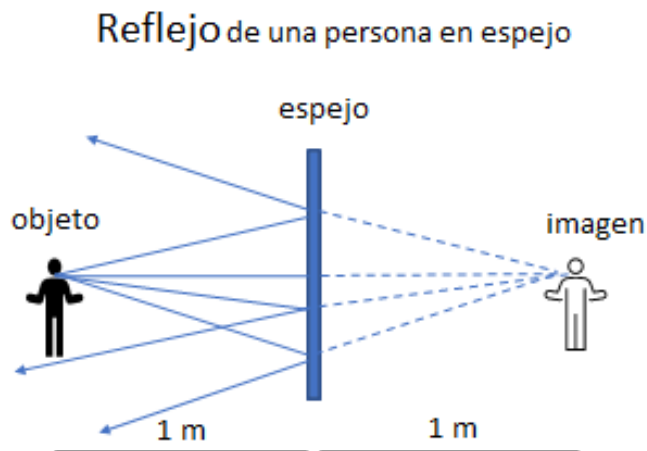 Reflejo de una persona en espejo
espejo
objeto
imagen
1 m
1 m